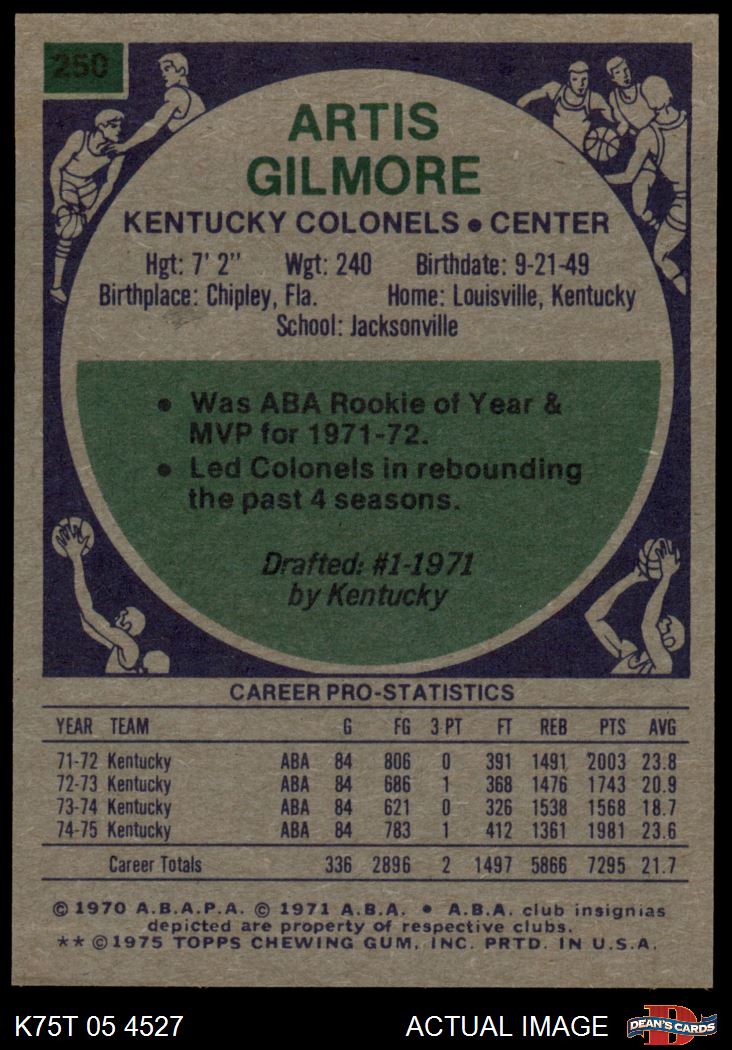 250
ARTIS
GILMORE
KENTUCKY COLONELS • CENTER
Hgt: 7' 2" Wgt: 240 Birthdate: 9-21-49
Birthplace: Chipley, Fla. Home: Louisville, Kentucky
School: Jacksonville
• Was ABA Rookie of Year &
MVP for 1971-72.
• Led Colonels in rebounding
the past 4 seasons.
Drafted: #1-1971
by Kentucky
CAREER PRO-STATISTICS
YEAR TEAM G FG 3 PT FT REB PTS AVG
71-72 Kentucky ABA 84 806 0 391 1491 2003 23.8
72-73 Kentucky ABA 84 686 1 368 1476 1743 20.9
73-74 Kentucky ABA 84 621 0 326 1538 1568 18.7
74-75 Kentucky ABA 84 783 1 412 1361 1981 23.6
Career Totals 336 2896 2 1497 5866 7295 21.7
© 1970 A.B.A.P.A. © 1971 A.B.A. • A.B.A. club insignias
depicted are property of respective clubs.
** ©1975 TOPPS CHEWING GUM, INC. PRTD. IN U.S.A.
K75T 05 4527 ACTUAL IMAGE
D
DEAN'S CARDS